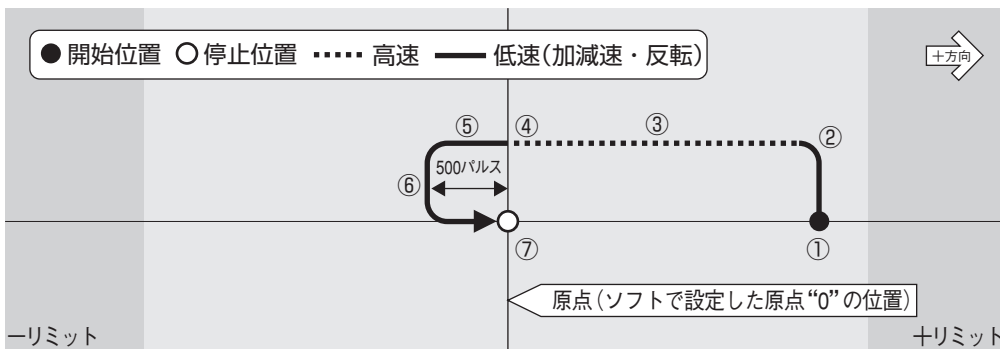 ●開始位置 ○停止位置 ⋯⋯ 高速 ━━ 低速(加減速・反転)
＋方向
⑤ ④ ③ ②
500パルス
⑥
⑦ ①
原点(ソフトで設定した原点“0”の位置)
－リミット ＋リミット